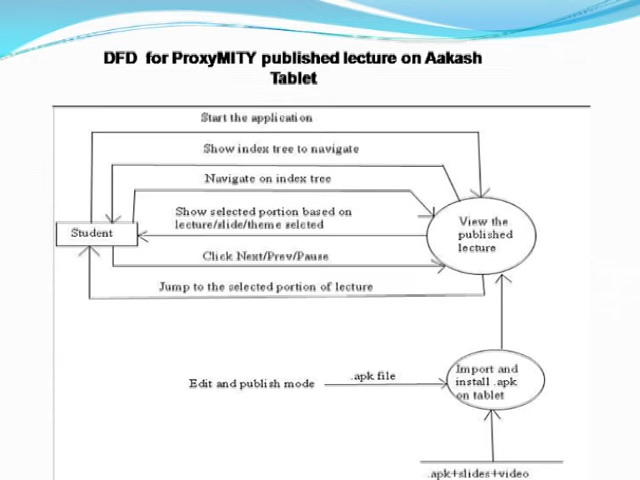 DFD for ProxyMITY published lecture on Aakash
Tablet
Start the application
Show index tree to navigate
Navigate on index tree
Show selected portion based on
lecture/slide/theme selcted
Student
View the
published
lecture
Click Next/Prev/Pause
Jump to the selected portion of lecture
Edit and publish mode
.apk file
Import and
install .apk
on tablet
.apk+slides+video